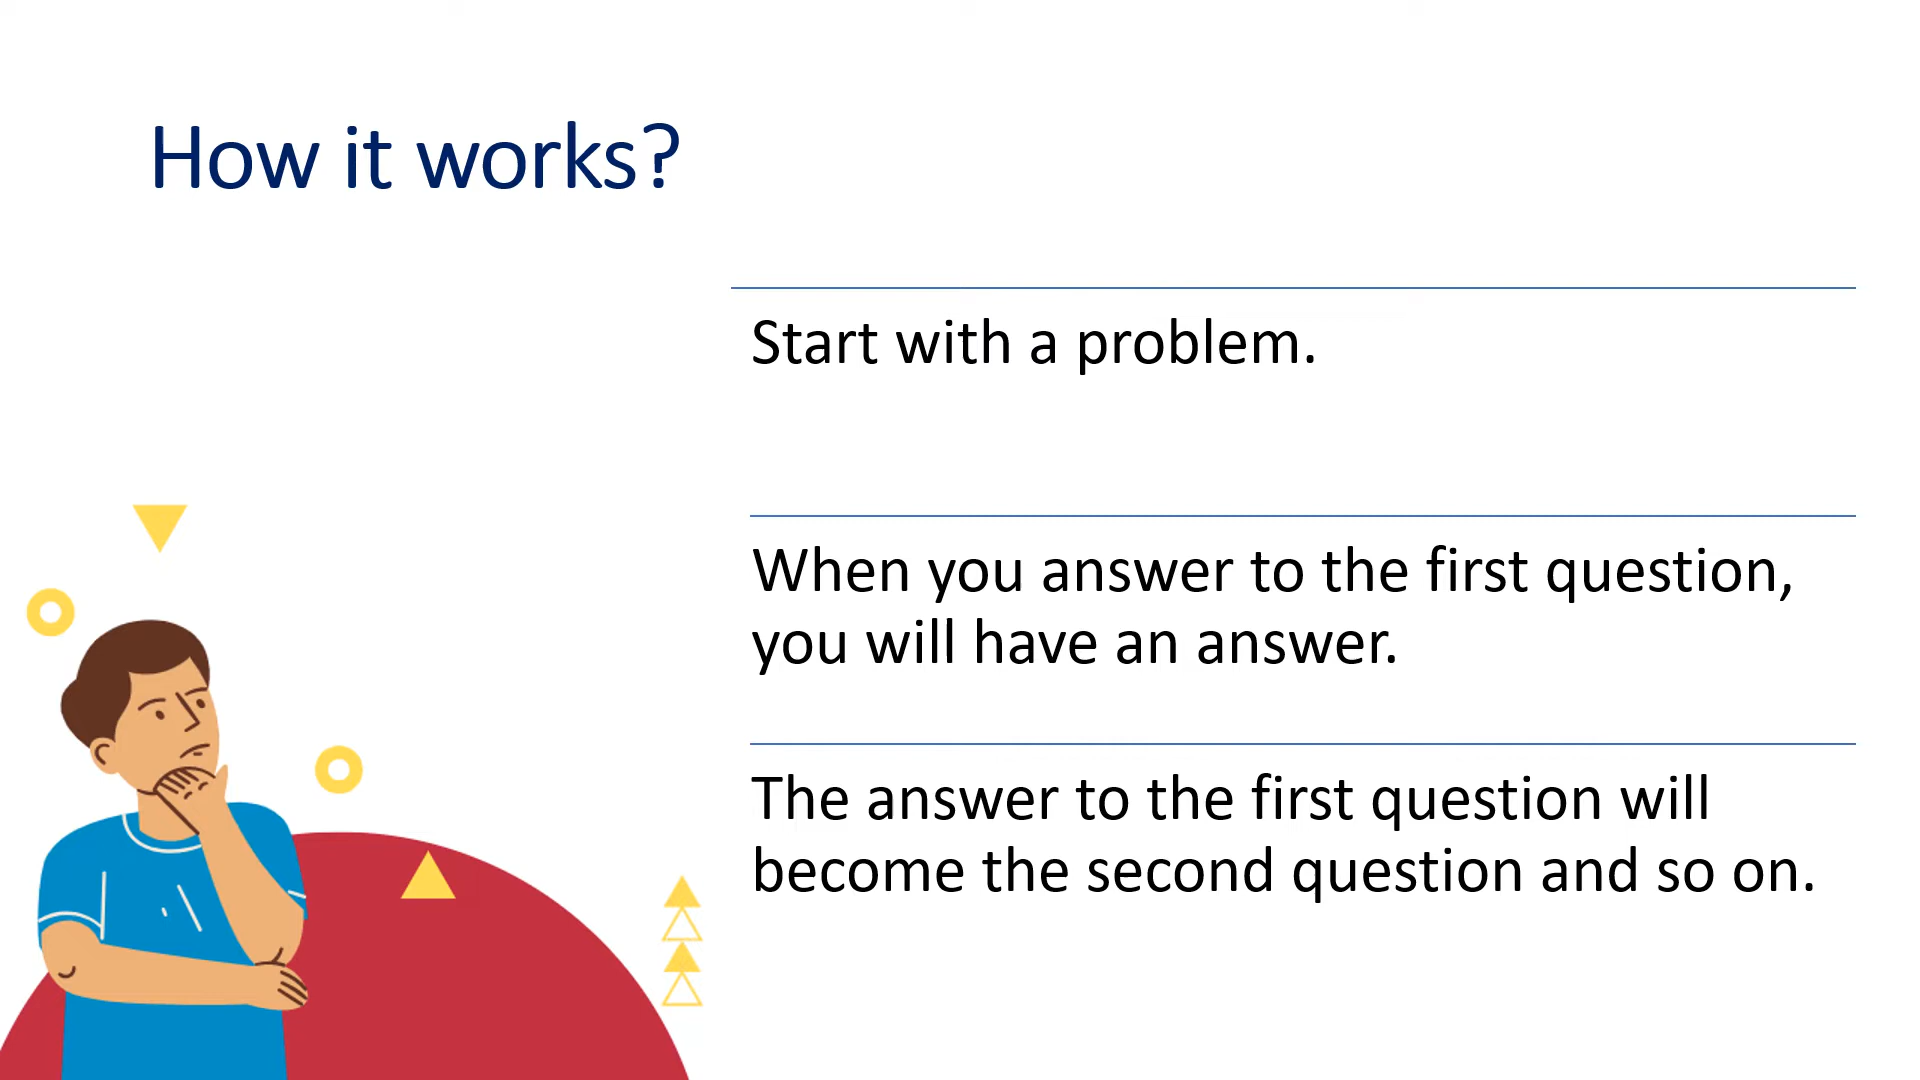 How it works?
Start with a problem.
When you answer to the first question,
you will have an answer.
The answer to the first question will
become the second question and so on.